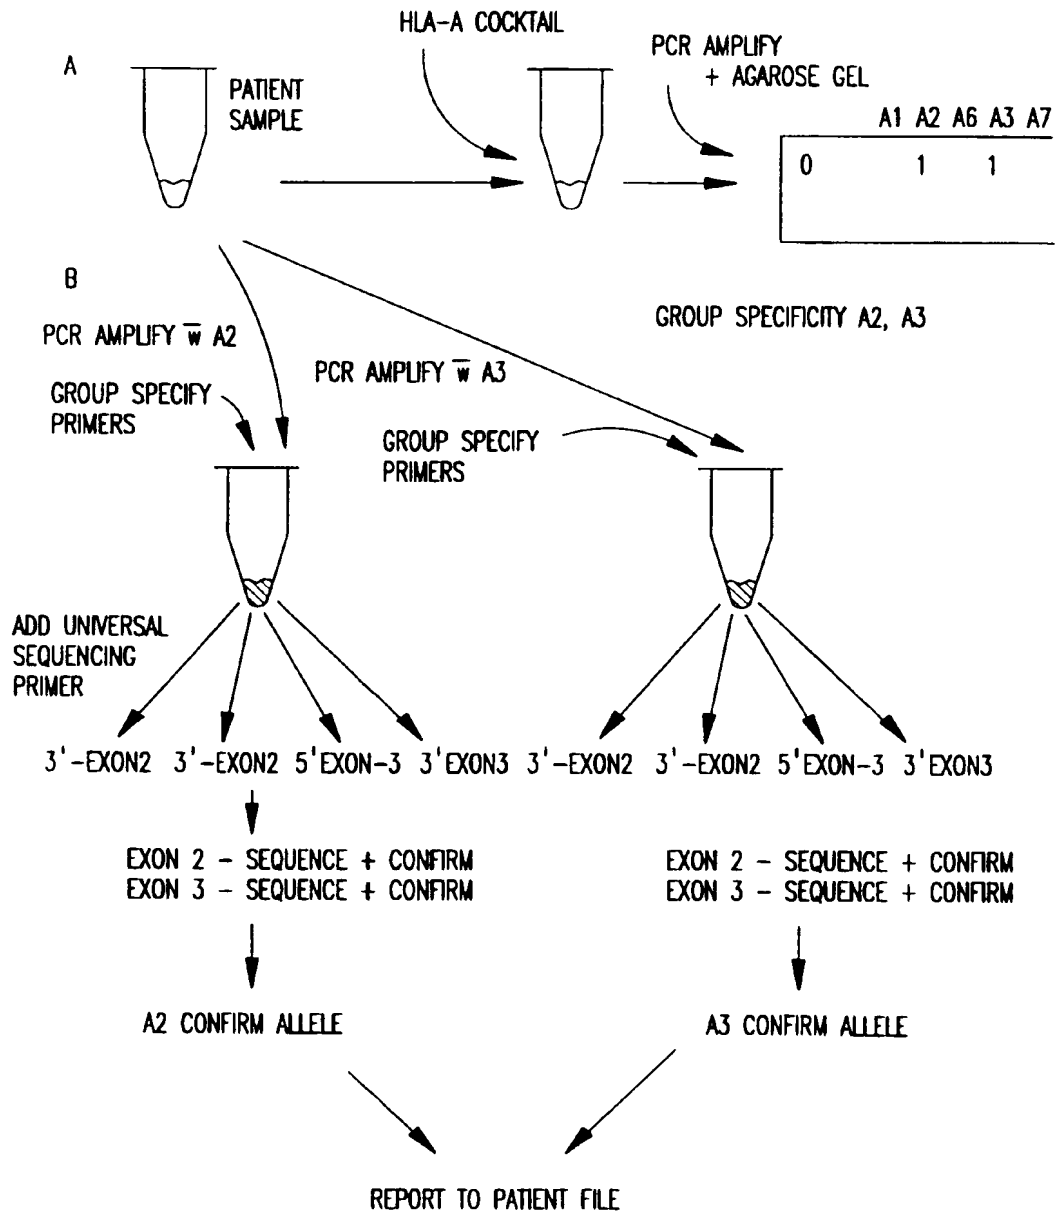 HLA-A COCKTAIL
A
PATIENT
SAMPLE
PCR AMPLIFY
+ AGAROSE GEL
A1 A2 A6 A3 A7
0 1 1
B
PCR AMPLIFY w̅ A2
GROUP SPECIFICITY A2, A3
PCR AMPLIFY w̅ A3
GROUP SPECIFY
PRIMERS
GROUP SPECIFY
PRIMERS
ADD UNIVERSAL
SEQUENCING
PRIMER
3'-EXON2 3'-EXON2 5'EXON-3 3'EXON3 3'-EXON2 3'-EXON2 5'EXON-3 3'EXON3
EXON 2 - SEQUENCE + CONFIRM
EXON 3 - SEQUENCE + CONFIRM
EXON 2 - SEQUENCE + CONFIRM
EXON 3 - SEQUENCE + CONFIRM
A2 CONFIRM ALLELE
A3 CONFIRM ALLELE
REPORT TO PATIENT FILE